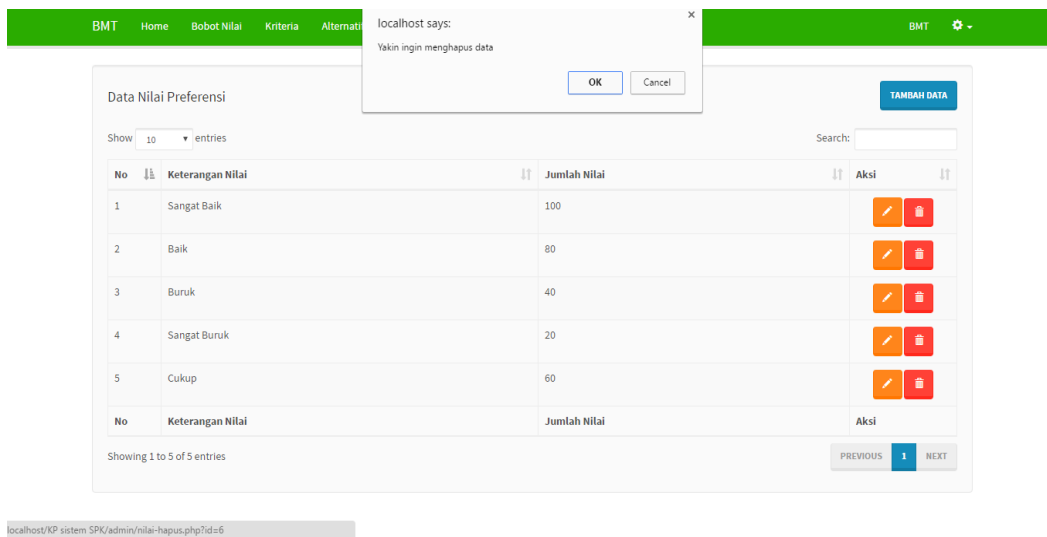 BMT Home Bobot Nilai Kriteria BMT
localhost says:
Yakin ingin menghapus data
OK Cancel
Data Nilai Preferensi TAMBAH DATA
Show 10 entries Search:
No Keterangan Nilai Jumlah Nilai Aksi
1 Sangat Baik 100
2 Baik 80
3 Buruk 40
4 Sangat Buruk 20
5 Cukup 60
No Keterangan Nilai Jumlah Nilai Aksi
Showing 1 to 5 of 5 entries PREVIOUS 1 NEXT
localhost/KP sistem SPK/admin/nilai-hapus.php?id=6